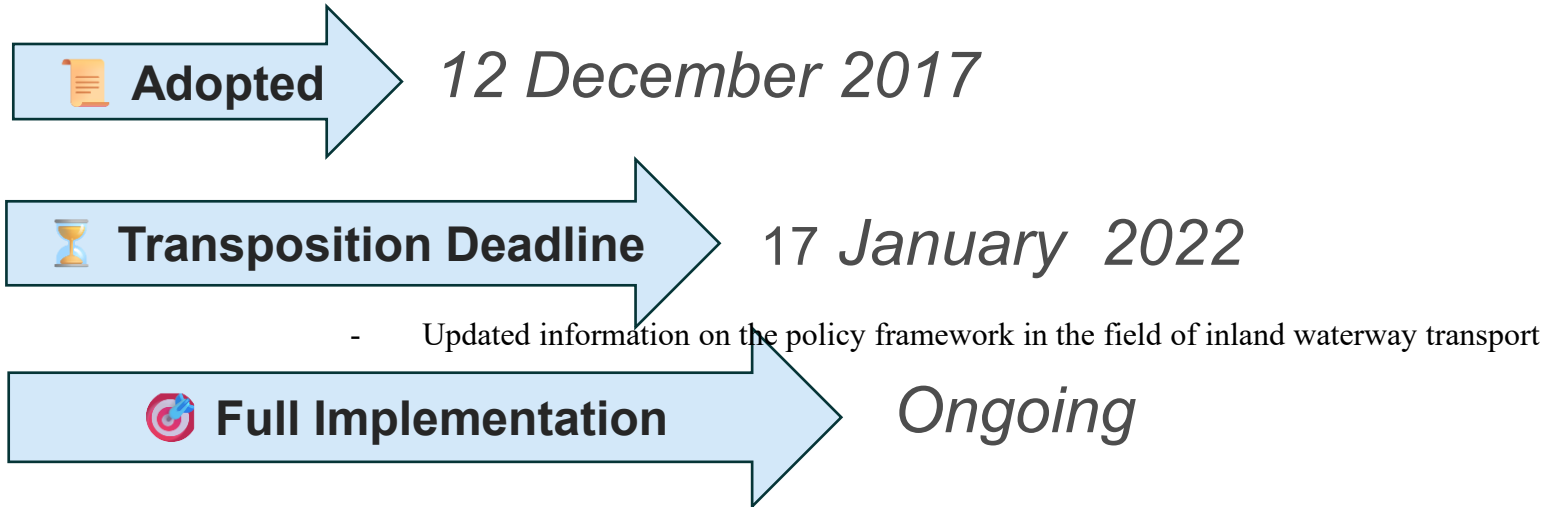 Adopted 12 December 2017
Transposition Deadline 17 January 2022
- Updated information on the policy framework in the field of inland waterway transport
Full Implementation Ongoing